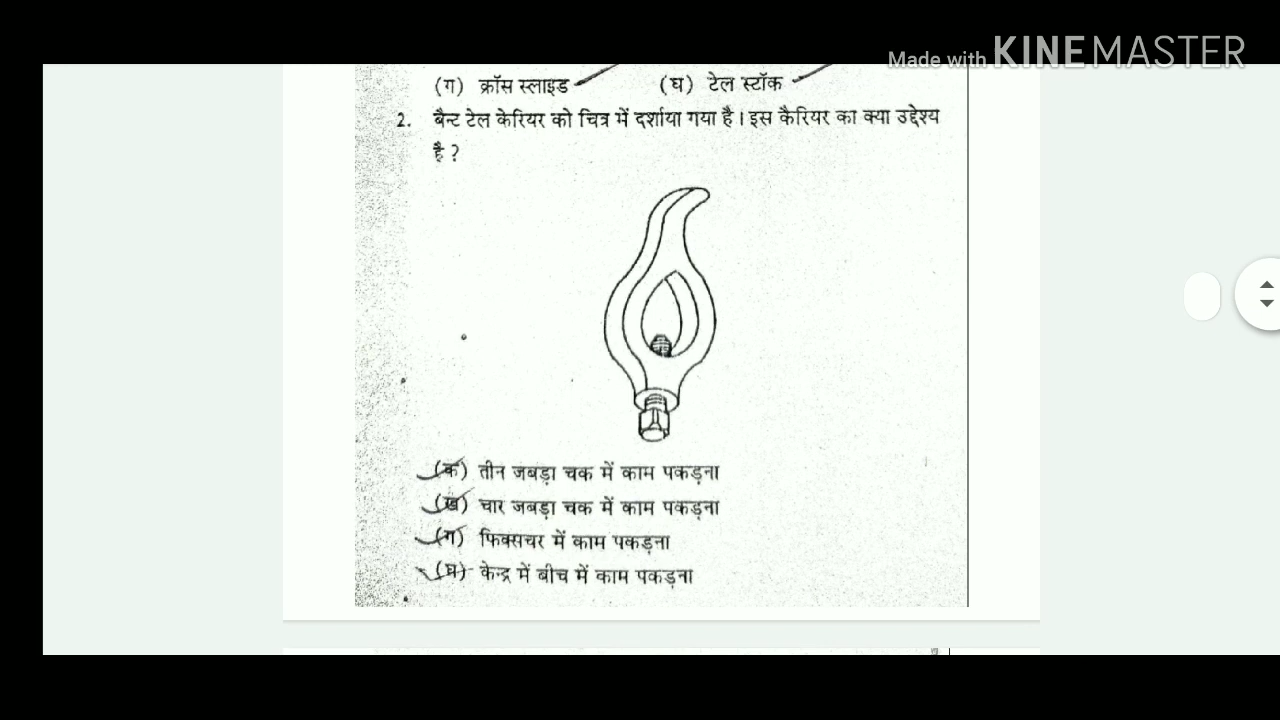 Made with KINEMASTER
(ग) क्रॉस स्लाइड (घ) टेल स्टॉक
2. बैन्ट टेल केरियर को चित्र में दर्शाया गया है। इस कैरियर का क्या उद्देश्य
है ?
(क) तीन जबड़ा चक में काम पकड़ना
(ख) चार जबड़ा चक में काम पकड़ना
(ग) फिक्सचर में काम पकड़ना
(घ) केन्द्र में बीच में काम पकड़ना